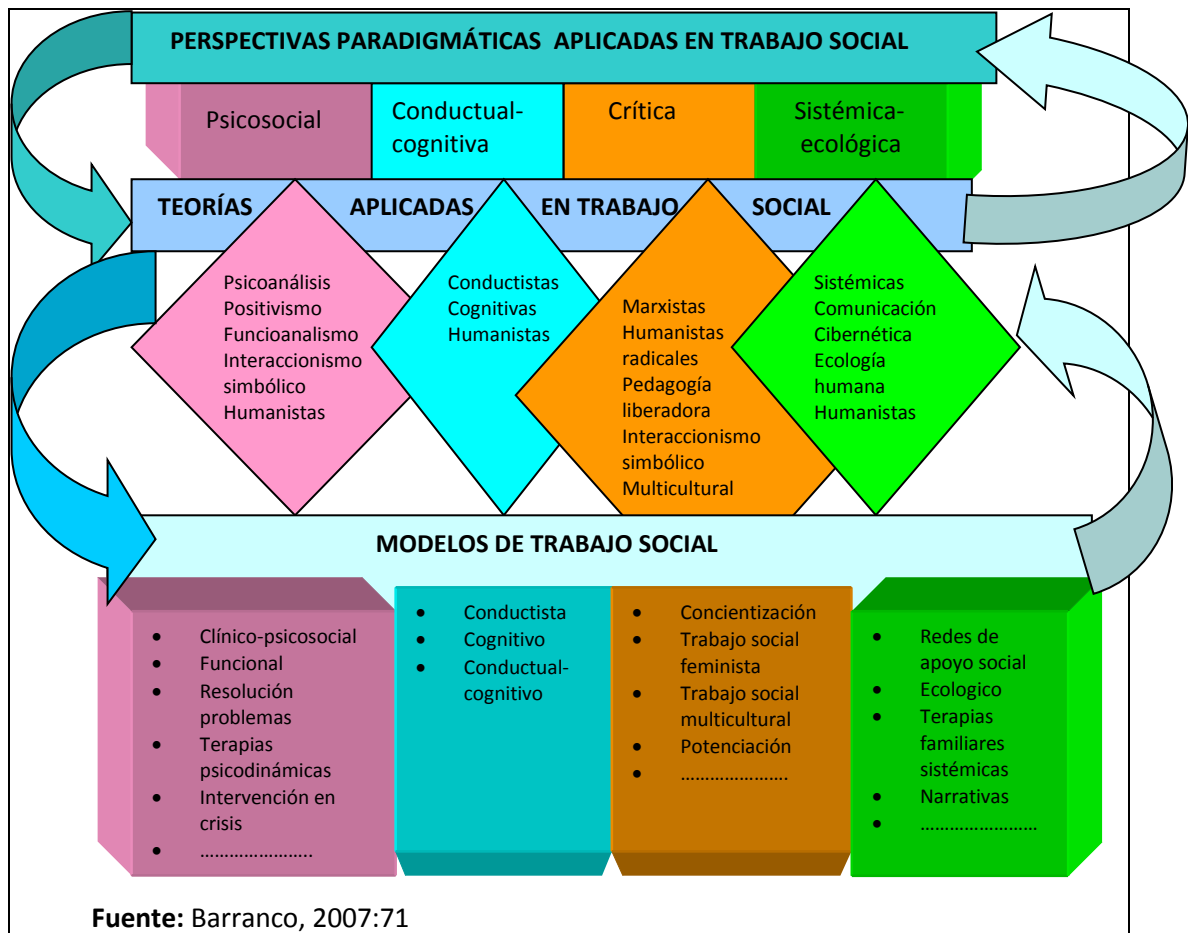 PERSPECTIVAS PARADIGMÁTICAS APLICADAS EN TRABAJO SOCIAL
Psicosocial
Conductual-
cognitiva
Crítica
Sistémica-
ecológica
TEORÍAS APLICADAS EN TRABAJO SOCIAL
Psicoanálisis
Positivismo
Funcioanalismo
Interaccionismo
simbólico
Humanistas
Conductistas
Cognitivas
Humanistas
Marxistas
Humanistas
radicales
Pedagogía
liberadora
Interaccionismo
simbólico
Multicultural
Sistémicas
Comunicación
Cibernética
Ecología
humana
Humanistas
MODELOS DE TRABAJO SOCIAL
• Clínico-psicosocial
• Funcional
• Resolución
problemas
• Terapias
psicodinámicas
• Intervención en
crisis
• …………………..
• Conductista
• Cognitivo
• Conductual-
cognitivo
• Concientización
• Trabajo social
feminista
• Trabajo social
multicultural
• Potenciación
• ………………….
• Redes de
apoyo social
• Ecologico
• Terapias
familiares
sistémicas
• Narrativas
• ……………………
Fuente: Barranco, 2007:71